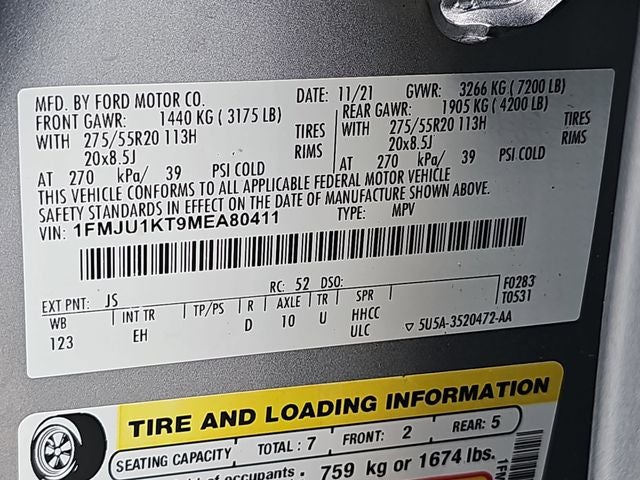 MFD. BY FORD MOTOR CO. DATE: 11/21 GVWR: 3266 KG ( 7200 LB)
FRONT GAWR: 1440 KG ( 3175 LB) REAR GAWR: 1905 KG ( 4200 LB)
WITH 275/55R20 113H TIRES WITH 275/55R20 113H TIRES
20x8.5J RIMS 20x8.5J RIMS
AT 270 kPa/ 39 PSI COLD AT 270 kPa/ 39 PSI COLD
THIS VEHICLE CONFORMS TO ALL APPLICABLE FEDERAL MOTOR VEHICLE
SAFETY STANDARDS IN EFFECT ON THE DATE OF MANUFACTURE SHOWN ABOVE.
VIN: 1FMJU1KT9MEA80411 TYPE: MPV
F0283
EXT PNT: JS RC: 52 DSO: T0531
WB INT TR TP/PS R AXLE TR SPR
123 EH D 10 U HHCC
ULC ▽ 5U5A-3520472-AA
TIRE AND LOADING INFORMATION
SEATING CAPACITY TOTAL : 7 FRONT: 2 REAR: 5
of occupants . 759 kg or 1674 lbs.